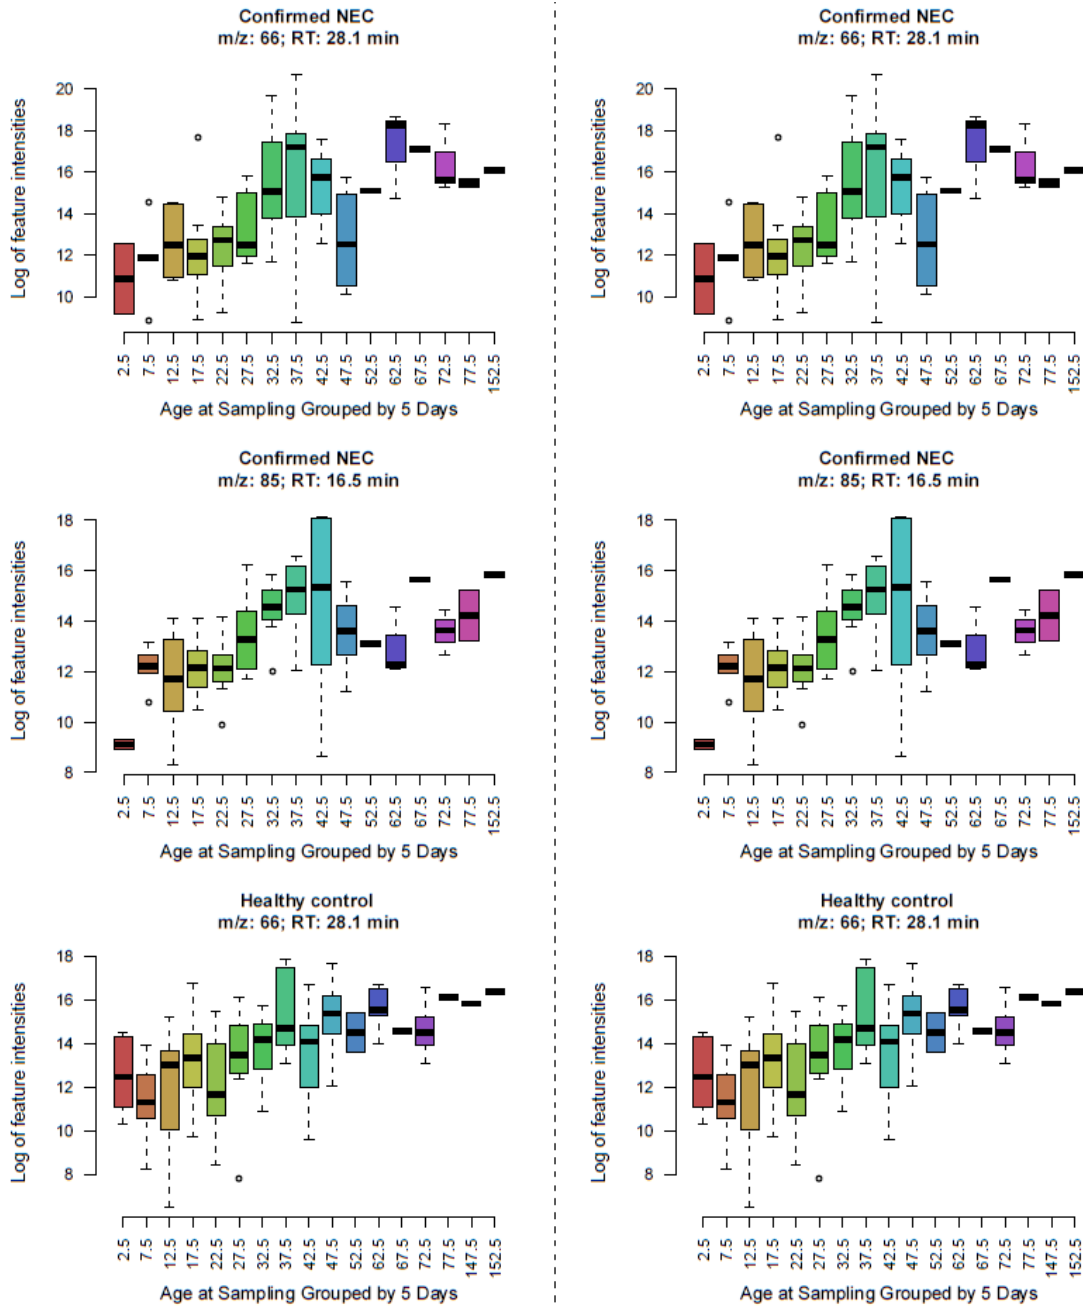 Confirmed NEC
m/z: 66; RT: 28.1 min
Log of feature intensities
20
18
16
14
12
10
2.5 7.5 12.5 17.5 22.5 27.5 32.5 37.5 42.5 47.5 52.5 62.5 67.5 72.5 77.5 152.5
Age at Sampling Grouped by 5 Days
Confirmed NEC
m/z: 85; RT: 16.5 min
Log of feature intensities
18
16
14
12
10
8
2.5 7.5 12.5 17.5 22.5 27.5 32.5 37.5 42.5 47.5 52.5 62.5 67.5 72.5 77.5 152.5
Age at Sampling Grouped by 5 Days
Healthy control
m/z: 66; RT: 28.1 min
Log of feature intensities
18
16
14
12
10
8
2.5 7.5 12.5 17.5 22.5 27.5 32.5 37.5 42.5 47.5 52.5 62.5 67.5 72.5 77.5 147.5 152.5
Age at Sampling Grouped by 5 Days
Confirmed NEC
m/z: 66; RT: 28.1 min
Log of feature intensities
20
18
16
14
12
10
2.5 7.5 12.5 17.5 22.5 27.5 32.5 37.5 42.5 47.5 52.5 62.5 67.5 72.5 77.5 152.5
Age at Sampling Grouped by 5 Days
Confirmed NEC
m/z: 85; RT: 16.5 min
Log of feature intensities
18
16
14
12
10
8
2.5 7.5 12.5 17.5 22.5 27.5 32.5 37.5 42.5 47.5 52.5 62.5 67.5 72.5 77.5 152.5
Age at Sampling Grouped by 5 Days
Healthy control
m/z: 66; RT: 28.1 min
Log of feature intensities
18
16
14
12
10
8
2.5 7.5 12.5 17.5 22.5 27.5 32.5 37.5 42.5 47.5 52.5 62.5 67.5 72.5 77.5 147.5 152.5
Age at Sampling Grouped by 5 Days